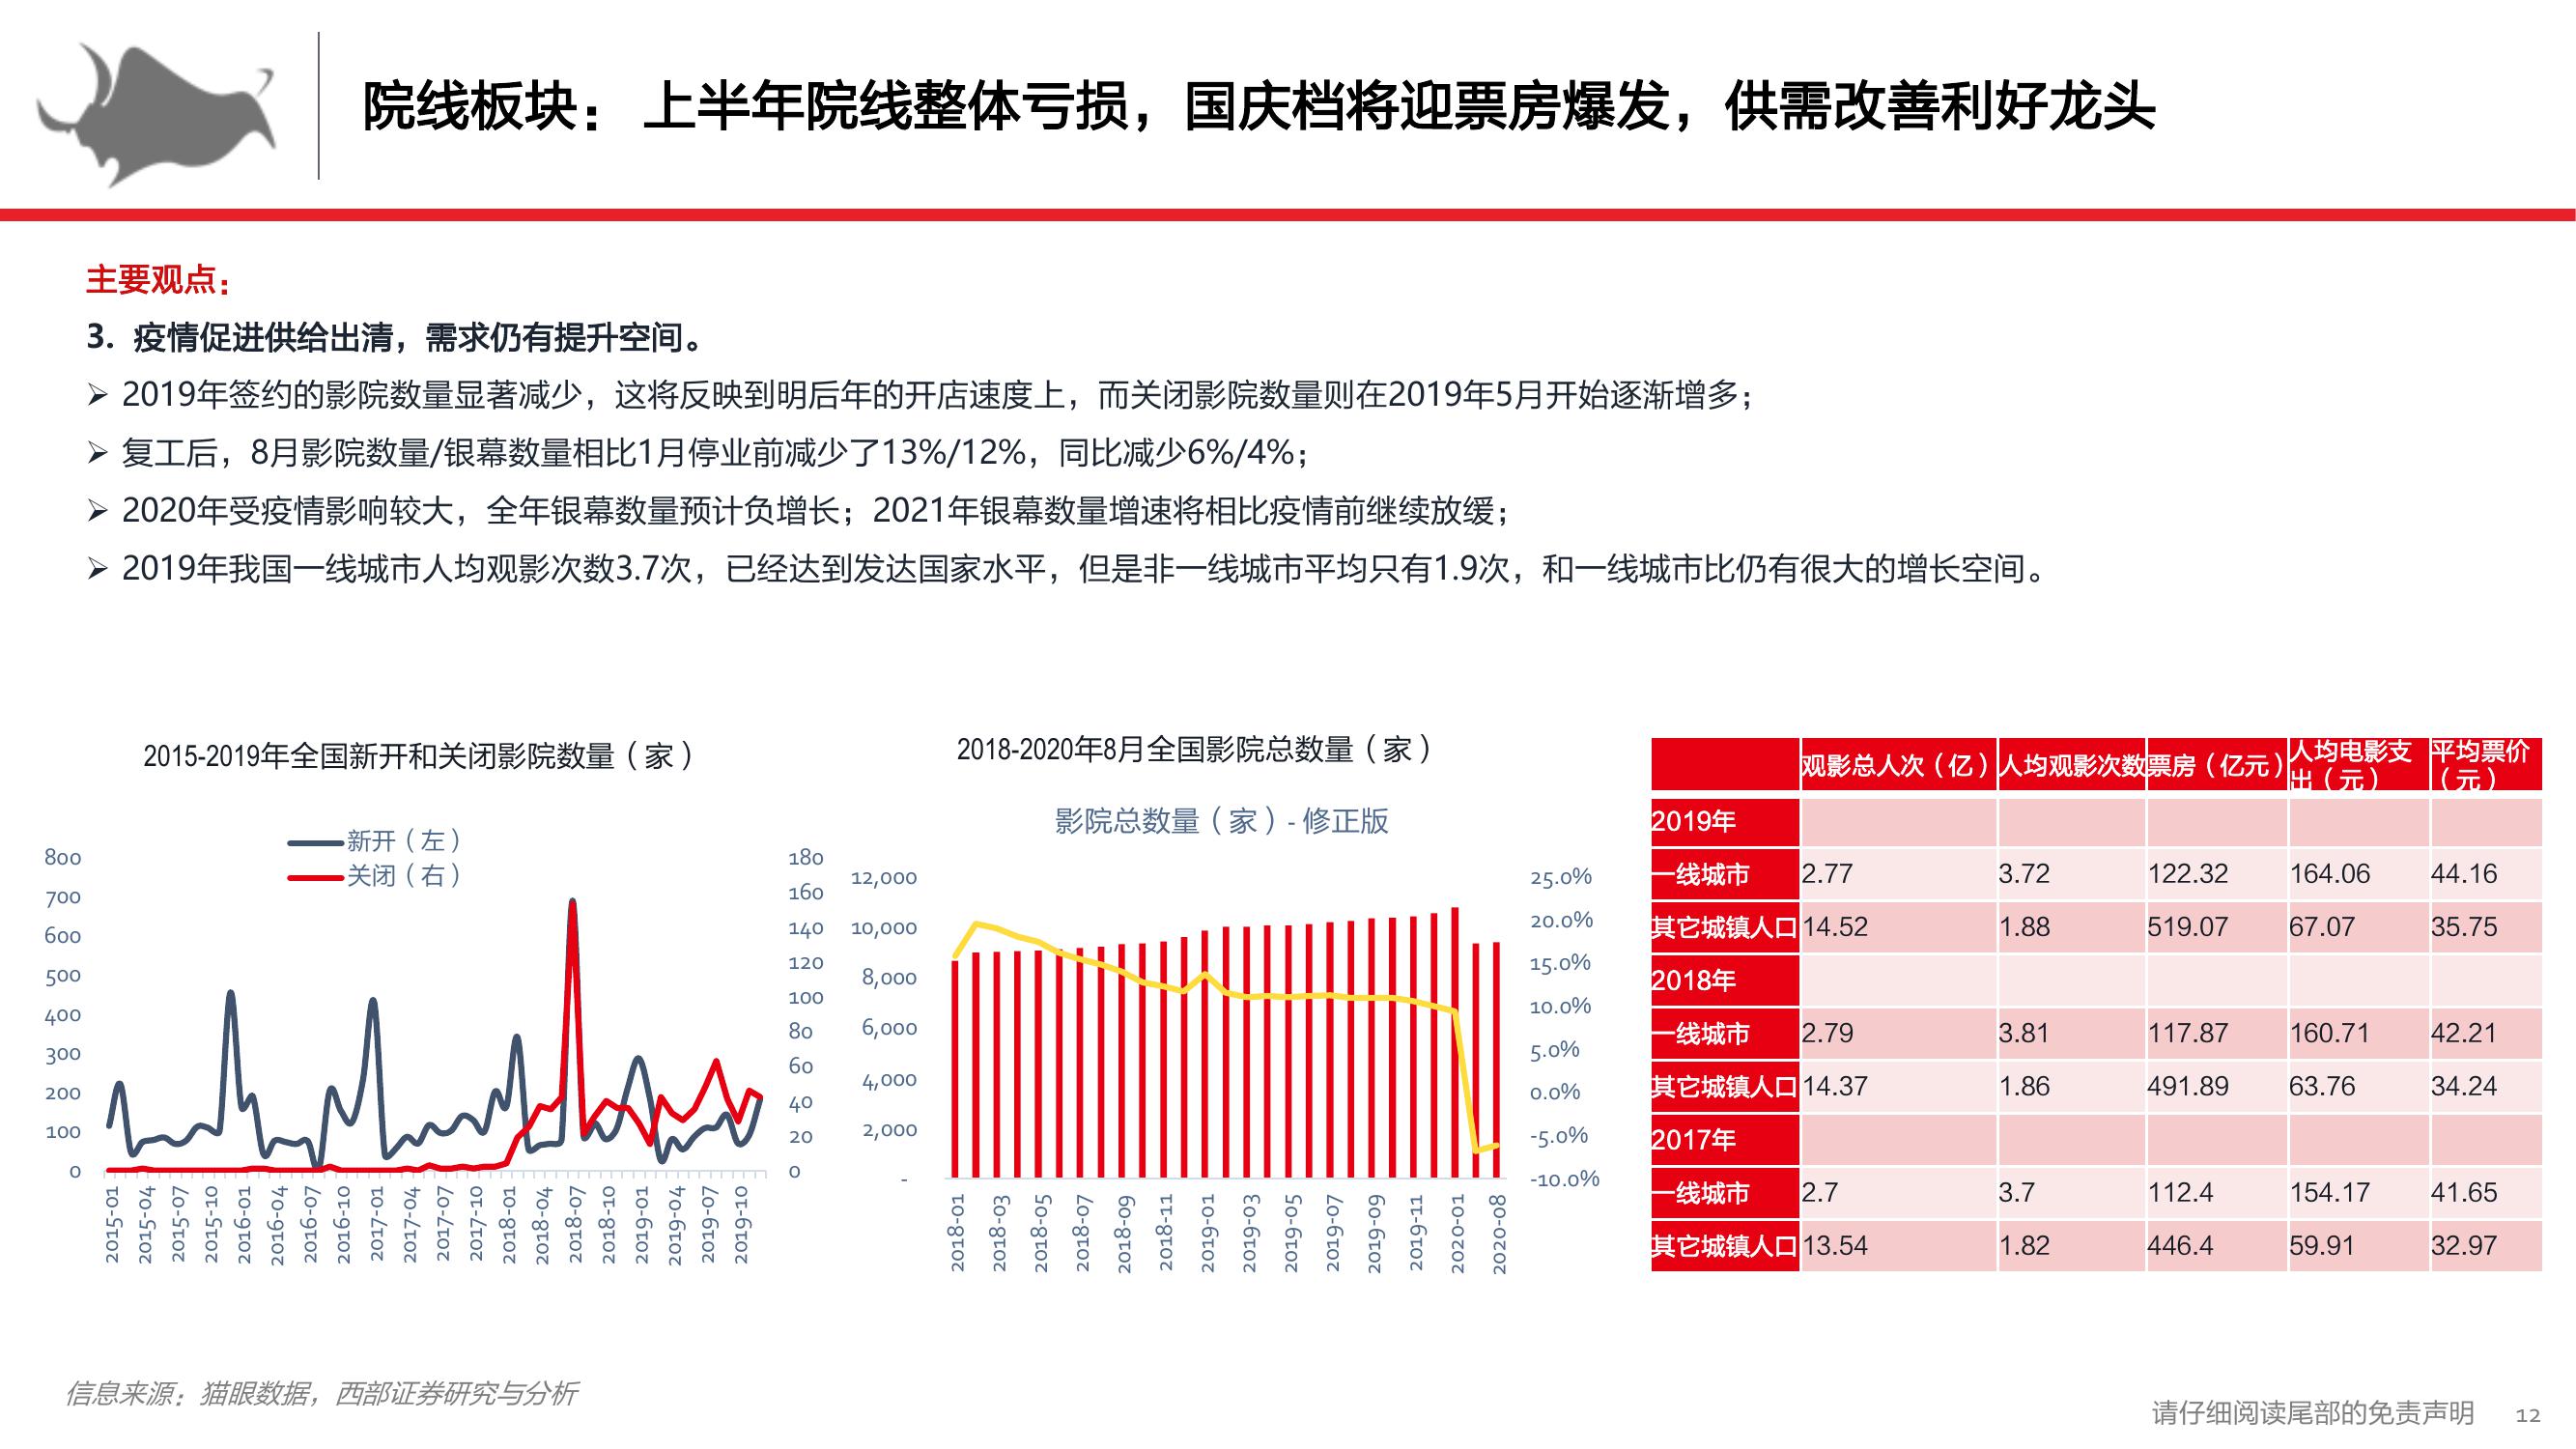 院线板块： 上半年院线整体亏损，国庆档将迎票房爆发，供需改善利好龙头
主要观点：
3. 疫情促进供给出清，需求仍有提升空间。
➢ 2019年签约的影院数量显著减少，这将反映到明后年的开店速度上，而关闭影院数量则在2019年5月开始逐渐增多；
➢ 复工后，8月影院数量/银幕数量相比1月停业前减少了13%/12%，同比减少6%/4%；
➢ 2020年受疫情影响较大，全年银幕数量预计负增长；2021年银幕数量增速将相比疫情前继续放缓；
➢ 2019年我国一线城市人均观影次数3.7次，已经达到发达国家水平，但是非一线城市平均只有1.9次，和一线城市比仍有很大的增长空间。
2015-2019年全国新开和关闭影院数量（家）
新开（左）
关闭（右）
800
700
600
500
400
300
200
100
0
180
160
140
120
100
80
60
40
20
0
2015-01
2015-04
2015-07
2015-10
2016-01
2016-04
2016-07
2016-10
2017-01
2017-04
2017-07
2017-10
2018-01
2018-04
2018-07
2018-10
2019-01
2019-04
2019-07
2019-10
2018-2020年8月全国影院总数量（家）
影院总数量（家）- 修正版
12,000
10,000
8,000
6,000
4,000
2,000
-
25.0%
20.0%
15.0%
10.0%
5.0%
0.0%
-5.0%
-10.0%
2018-01
2018-03
2018-05
2018-07
2018-09
2018-11
2019-01
2019-03
2019-05
2019-07
2019-09
2019-11
2020-01
2020-08
观影总人次（亿） 人均观影次数 票房（亿元） 人均电影支出（元） 平均票价（元）
2019年
一线城市 2.77 3.72 122.32 164.06 44.16
其它城镇人口 14.52 1.88 519.07 67.07 35.75
2018年
一线城市 2.79 3.81 117.87 160.71 42.21
其它城镇人口 14.37 1.86 491.89 63.76 34.24
2017年
一线城市 2.7 3.7 112.4 154.17 41.65
其它城镇人口 13.54 1.82 446.4 59.91 32.97
信息来源：猫眼数据，西部证券研究与分析
请仔细阅读尾部的免责声明 12